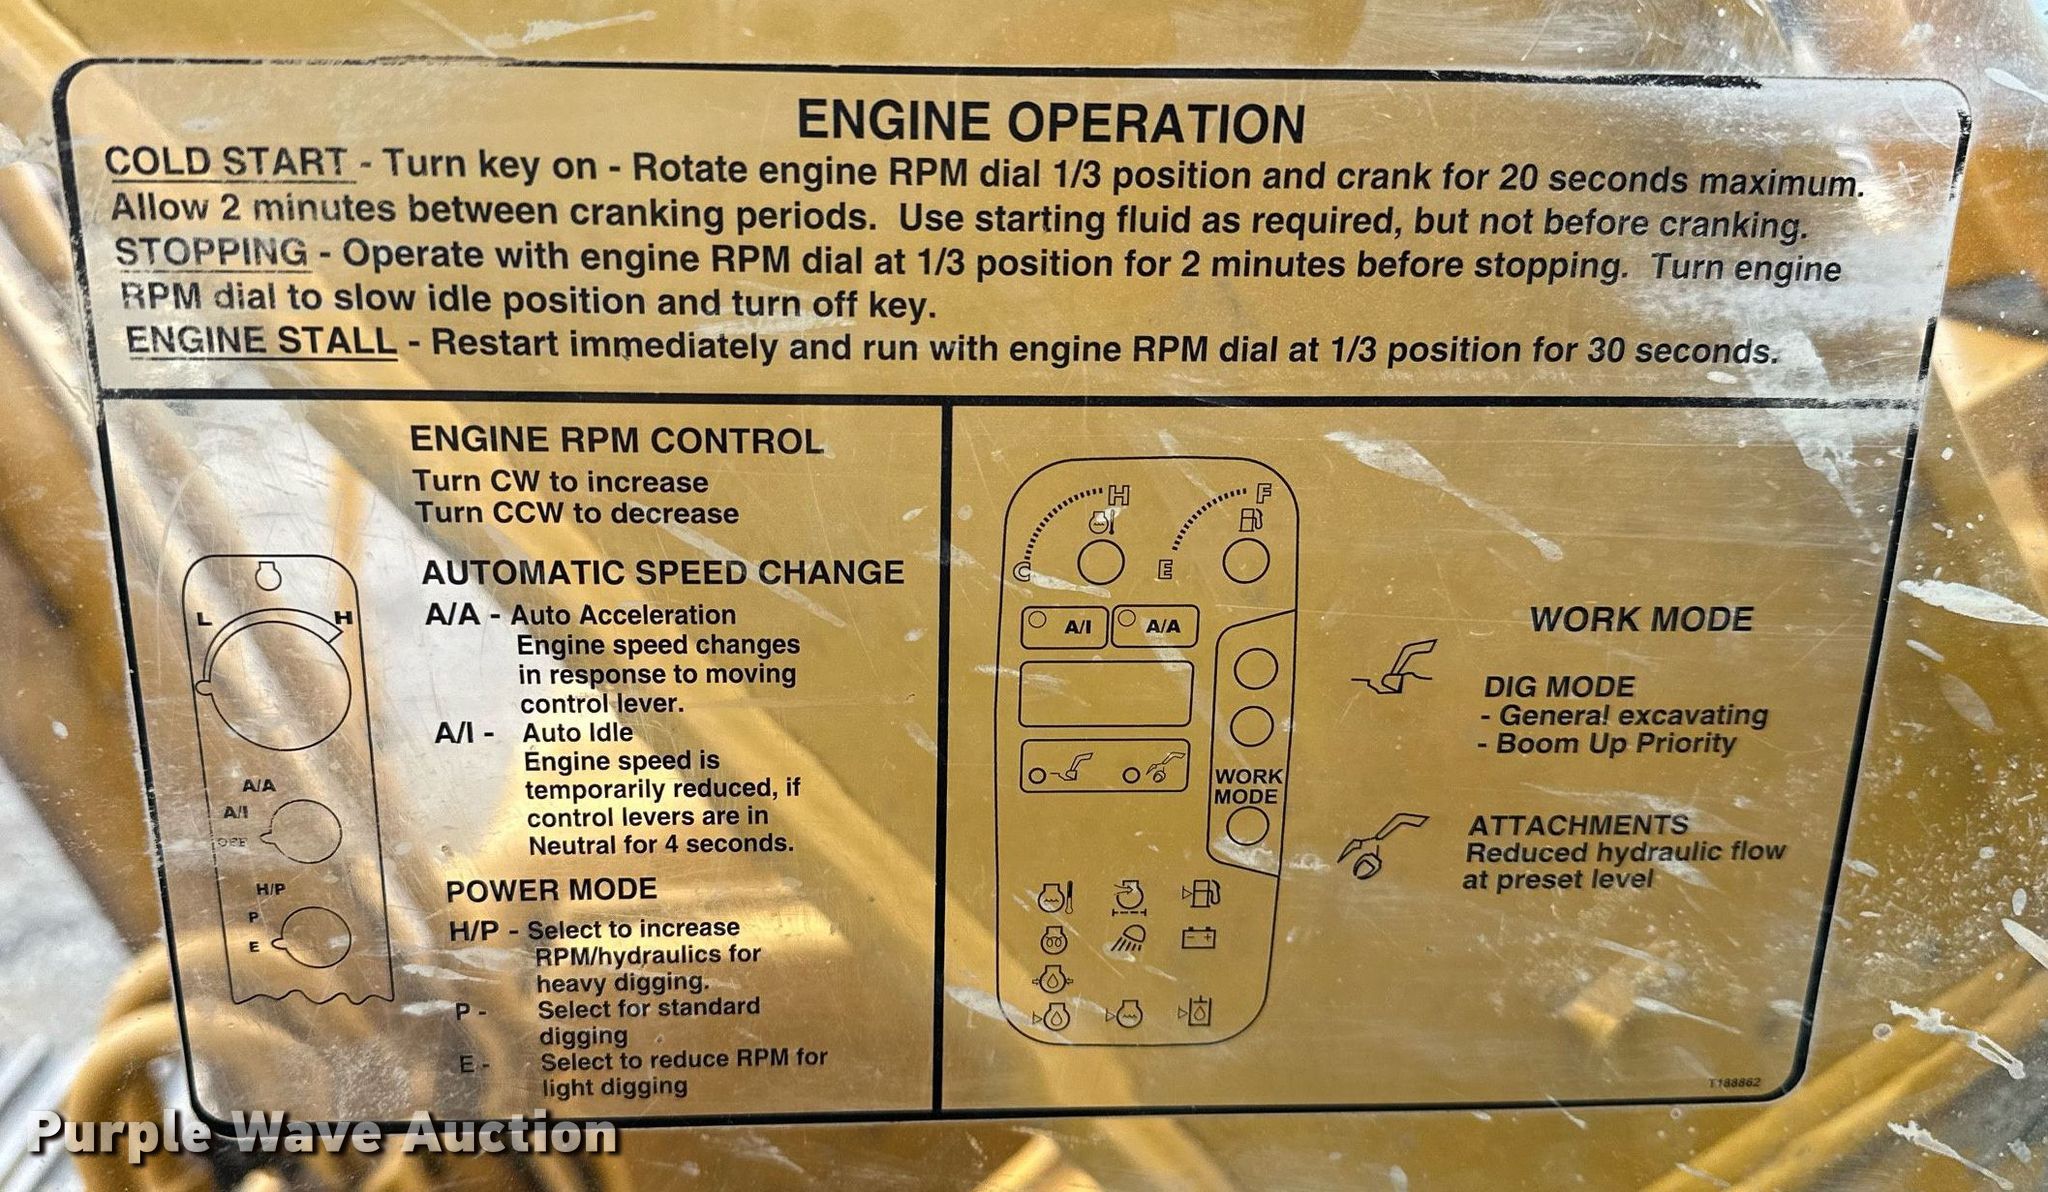 ENGINE OPERATION
COLD START - Turn key on - Rotate engine RPM dial 1/3 position and crank for 20 seconds maximum.
Allow 2 minutes between cranking periods. Use starting fluid as required, but not before cranking.
STOPPING - Operate with engine RPM dial at 1/3 position for 2 minutes before stopping. Turn engine
RPM dial to slow idle position and turn off key.
ENGINE STALL - Restart immediately and run with engine RPM dial at 1/3 position for 30 seconds.
ENGINE RPM CONTROL
Turn CW to increase
Turn CCW to decrease
AUTOMATIC SPEED CHANGE
A/A - Auto Acceleration
Engine speed changes
in response to moving
control lever.
A/I - Auto Idle
Engine speed is
temporarily reduced, if
control levers are in
Neutral for 4 seconds.
POWER MODE
H/P - Select to increase
RPM/hydraulics for
heavy digging.
P - Select for standard
digging
E - Select to reduce RPM for
light digging
L H
A/A
A/I
OFF
H/P
P
E
H F
C E
A/I A/A
WORK
MODE
WORK MODE
DIG MODE
- General excavating
- Boom Up Priority
ATTACHMENTS
Reduced hydraulic flow
at preset level
T188862
Purple Wave Auction